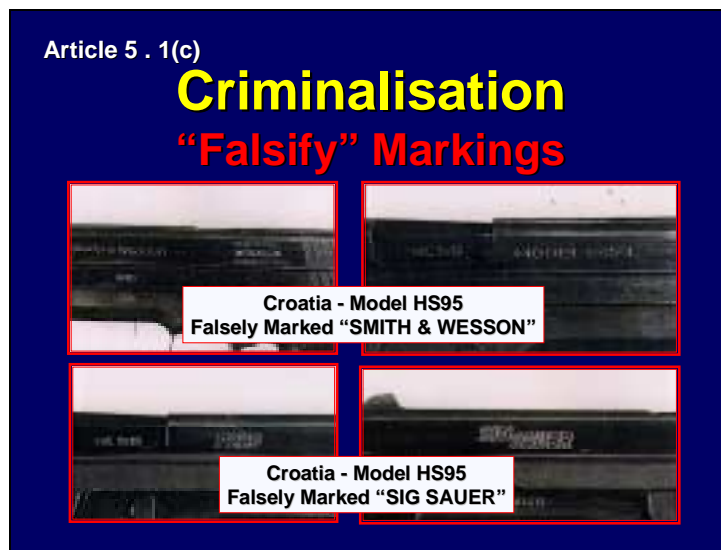 Article 5 . 1(c)
Criminalisation
“Falsify” Markings
Croatia - Model HS95
Falsely Marked “SMITH & WESSON”
Croatia - Model HS95
Falsely Marked “SIG SAUER”